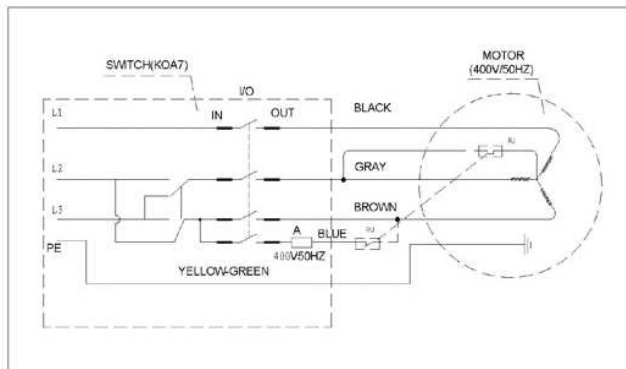 MOTOR
(400V/50HZ)
SWITCH(KOA7)
I/O
L1
IN
OUT
BLACK
L2
GRAY
L3
BROWN
A
BLUE
PE
400V50HZ
YELLOW-GREEN